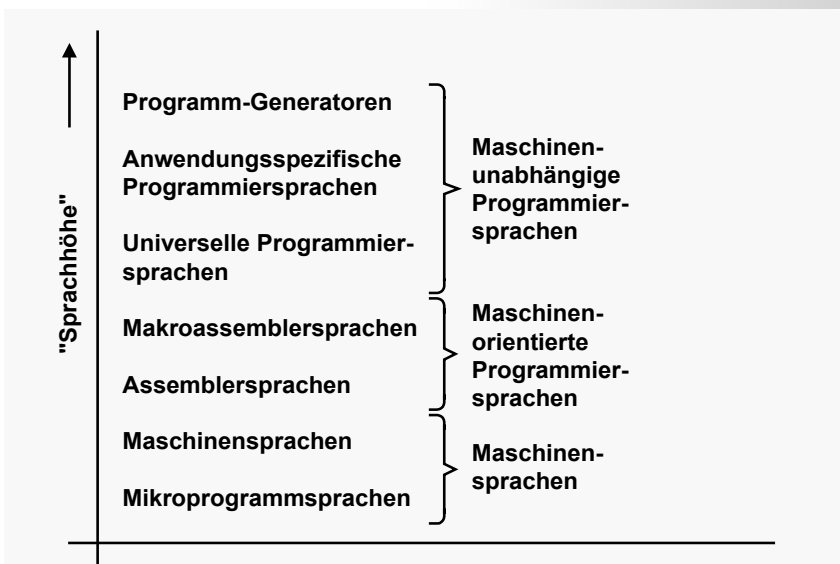 "Sprachhöhe"
Programm-Generatoren
Anwendungsspezifische
Programmiersprachen
Universelle Programmier-
sprachen
Makroassemblersprachen
Assemblersprachen
Maschinensprachen
Mikroprogrammsprachen
Maschinen-
unabhängige
Programmier-
sprachen
Maschinen-
orientierte
Programmier-
sprachen
Maschinen-
sprachen